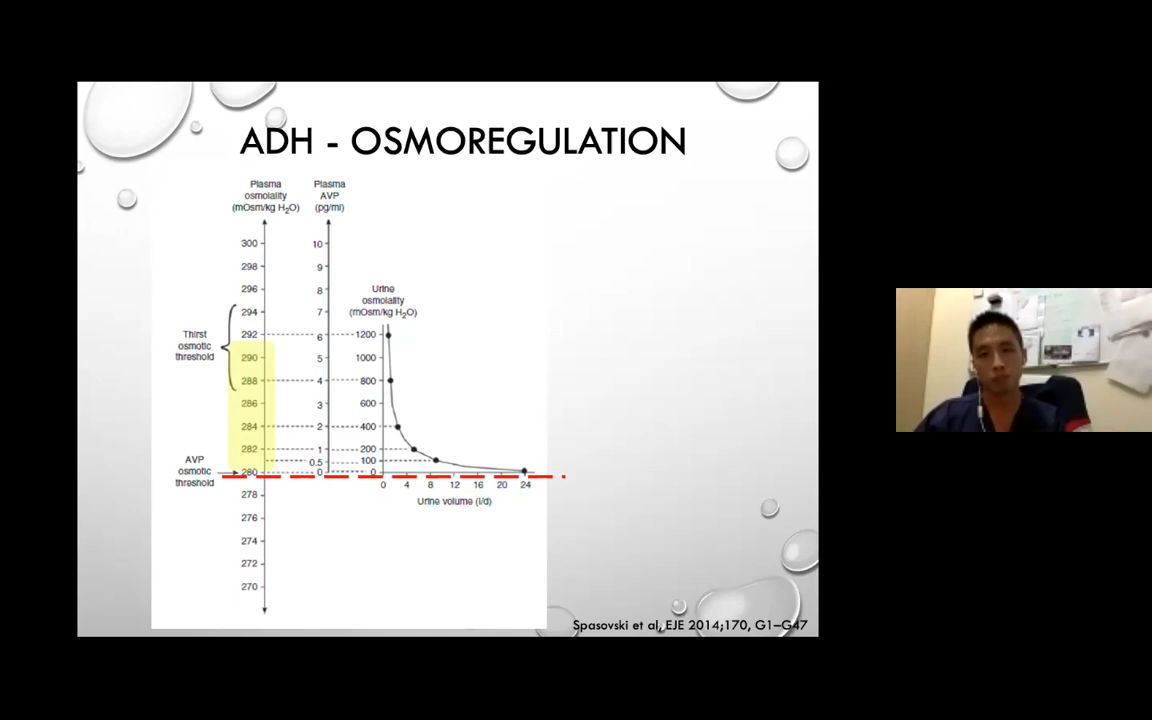 ADH - OSMOREGULATION
Plasma
osmolality
(mOsm/kg H2O)
Plasma
AVP
(pg/ml)
300
298
296
294
292
290
288
286
284
282
280
278
276
274
272
270
10
9
8
7
6
5
4
3
2
1
0.5
0
Urine
osmolality
(mOsm/kg H2O)
1200
1000
800
600
400
200
100
0
Thirst
osmotic
threshold
AVP
osmotic
threshold
0 4 8 12 16 20 24
Urine volume (l/d)
Spasovski et al, EJE 2014;170, G1–G47